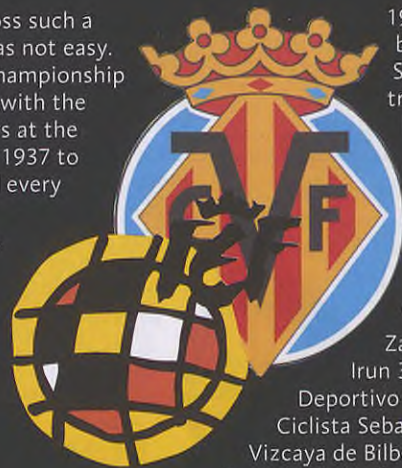 oss such a
as not easy.
hampionship
with the
s at the
1937 to
every
19
b
S
tr
C V F
Za
Irun 3
Deportivo
Ciclista Seba
Vizcaya de Bilb